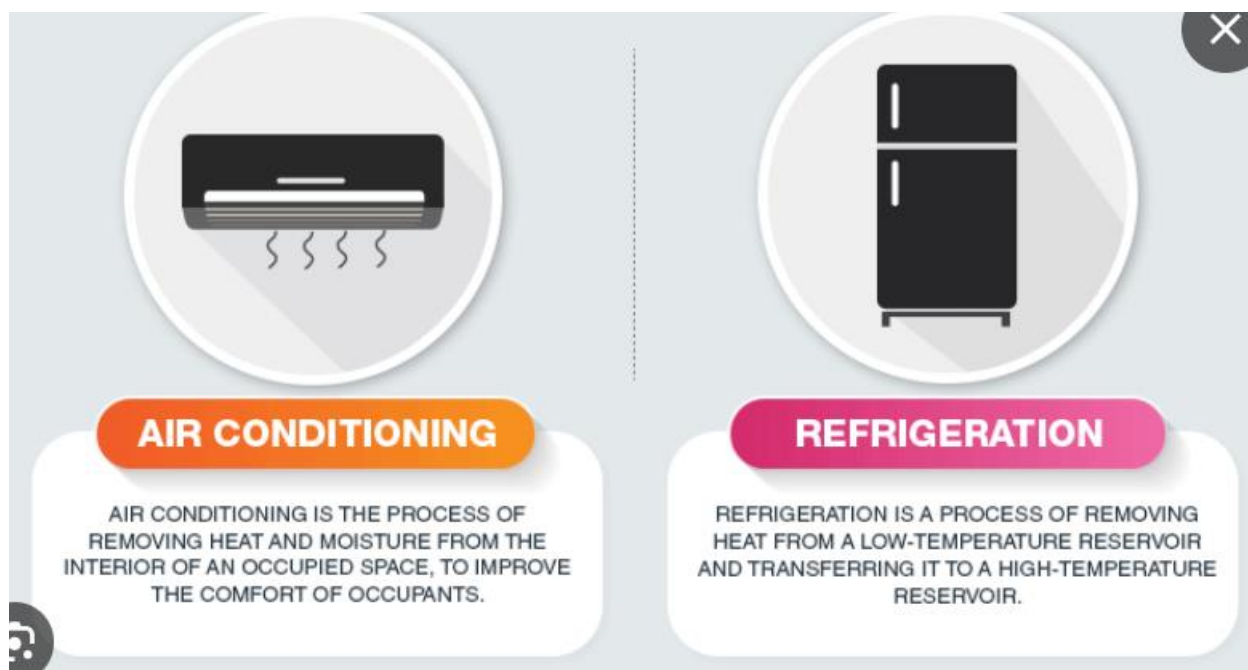 AIR CONDITIONING
AIR CONDITIONING IS THE PROCESS OF
REMOVING HEAT AND MOISTURE FROM THE
INTERIOR OF AN OCCUPIED SPACE, TO IMPROVE
THE COMFORT OF OCCUPANTS.
REFRIGERATION
REFRIGERATION IS A PROCESS OF REMOVING
HEAT FROM A LOW-TEMPERATURE RESERVOIR
AND TRANSFERRING IT TO A HIGH-TEMPERATURE
RESERVOIR.